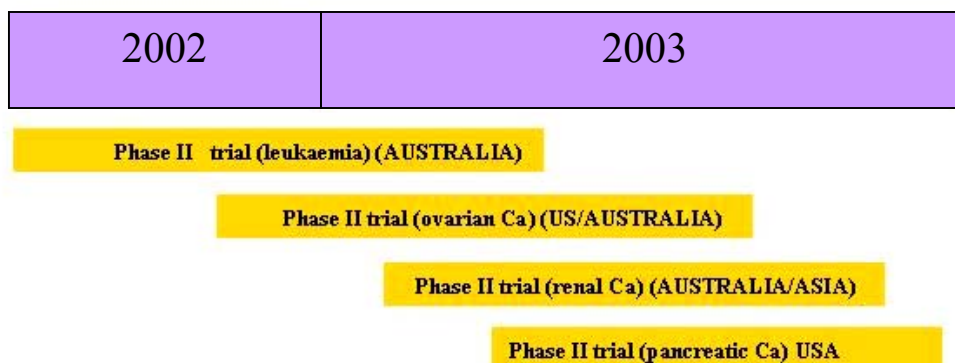 2002 2003
Phase II trial (leukaemia) (AUSTRALIA)
Phase II trial (ovarian Ca) (US/AUSTRALIA)
Phase II trial (renal Ca) (AUSTRALIA/ASIA)
Phase II trial (pancreatic Ca) USA